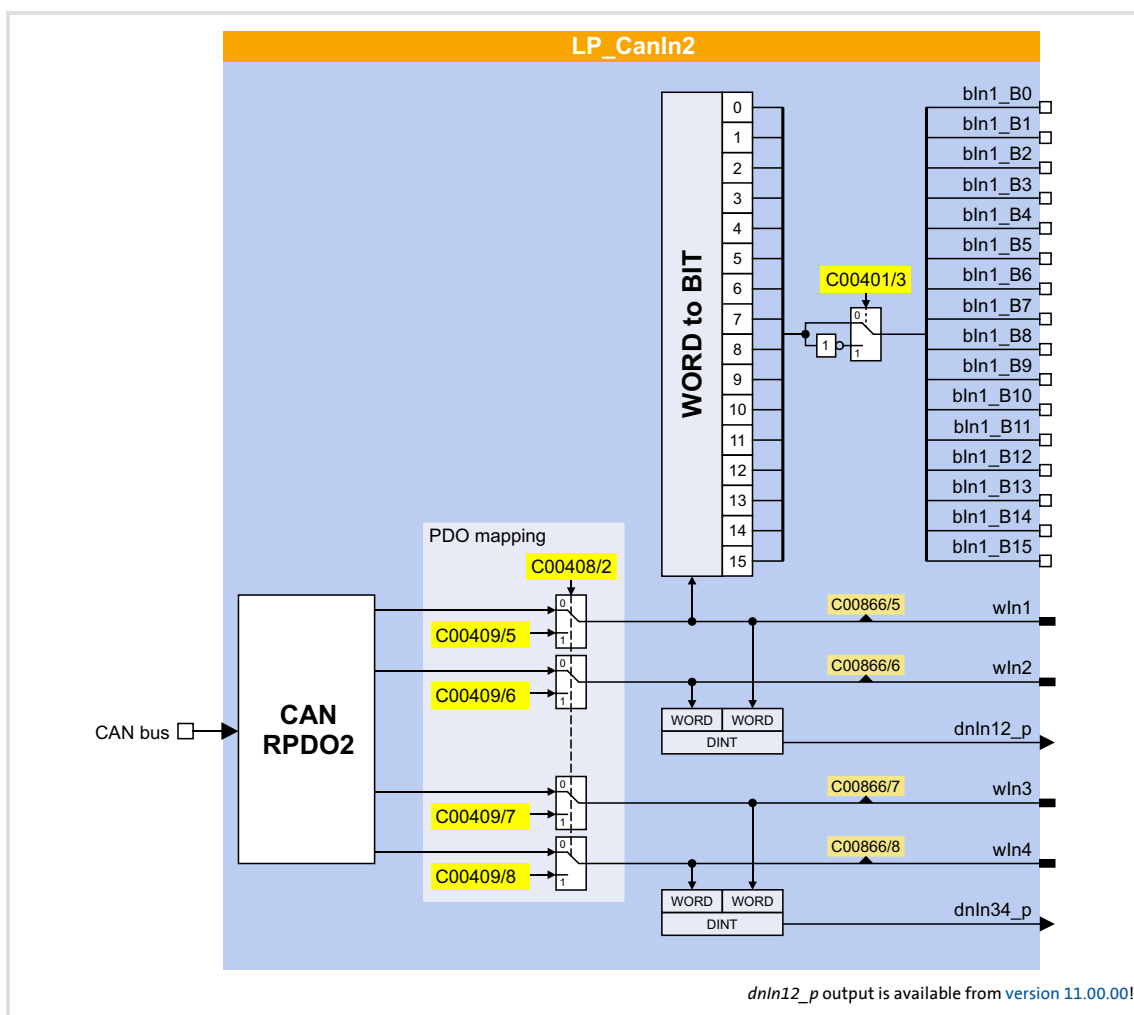 LP_CanIn2
bIn1_B0
0
bIn1_B1
1
bIn1_B2
2
bIn1_B3
3
bIn1_B4
4
bIn1_B5
5
bIn1_B6
6
bIn1_B7
7
bIn1_B8
8
bIn1_B9
9
bIn1_B10
10
bIn1_B11
11
bIn1_B12
12
bIn1_B13
13
bIn1_B14
14
bIn1_B15
15
WORD to BIT
C00401/3
0
1
1
PDO mapping
C00408/2
0
C00409/5
1
C00866/5
wIn1
0
C00409/6
1
C00866/6
wIn2
CAN bus
CAN
RPDO2
WORD WORD
DINT
dnIn12_p
0
C00409/7
1
C00866/7
wIn3
0
C00409/8
1
C00866/8
wIn4
WORD WORD
DINT
dnIn34_p
dnIn12_p output is available from version 11.00.00!